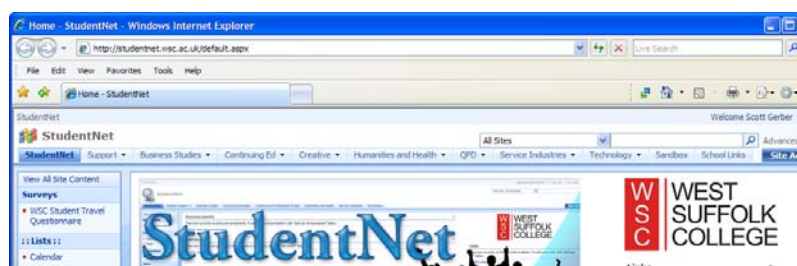 Home - StudentNet - Windows Internet Explorer
http://studentnet.wsc.ac.uk/default.aspx
Live Search
File Edit View Favorites Tools Help
Home - StudentNet
StudentNet
Welcome Scott Gerber
StudentNet
All Sites
Advanced
StudentNet Support Business Studies Continuing Ed Creative Humanities and Health QPD Service Industries Technology Sandbox School Links Site Ac
View All Site Content
Surveys
WSC Student Travel
Questionnaire
::Lists::
Calendar
StudentNet
WSC WEST
SUFFOLK
COLLEGE
W WEST
S SUFFOLK
C COLLEGE